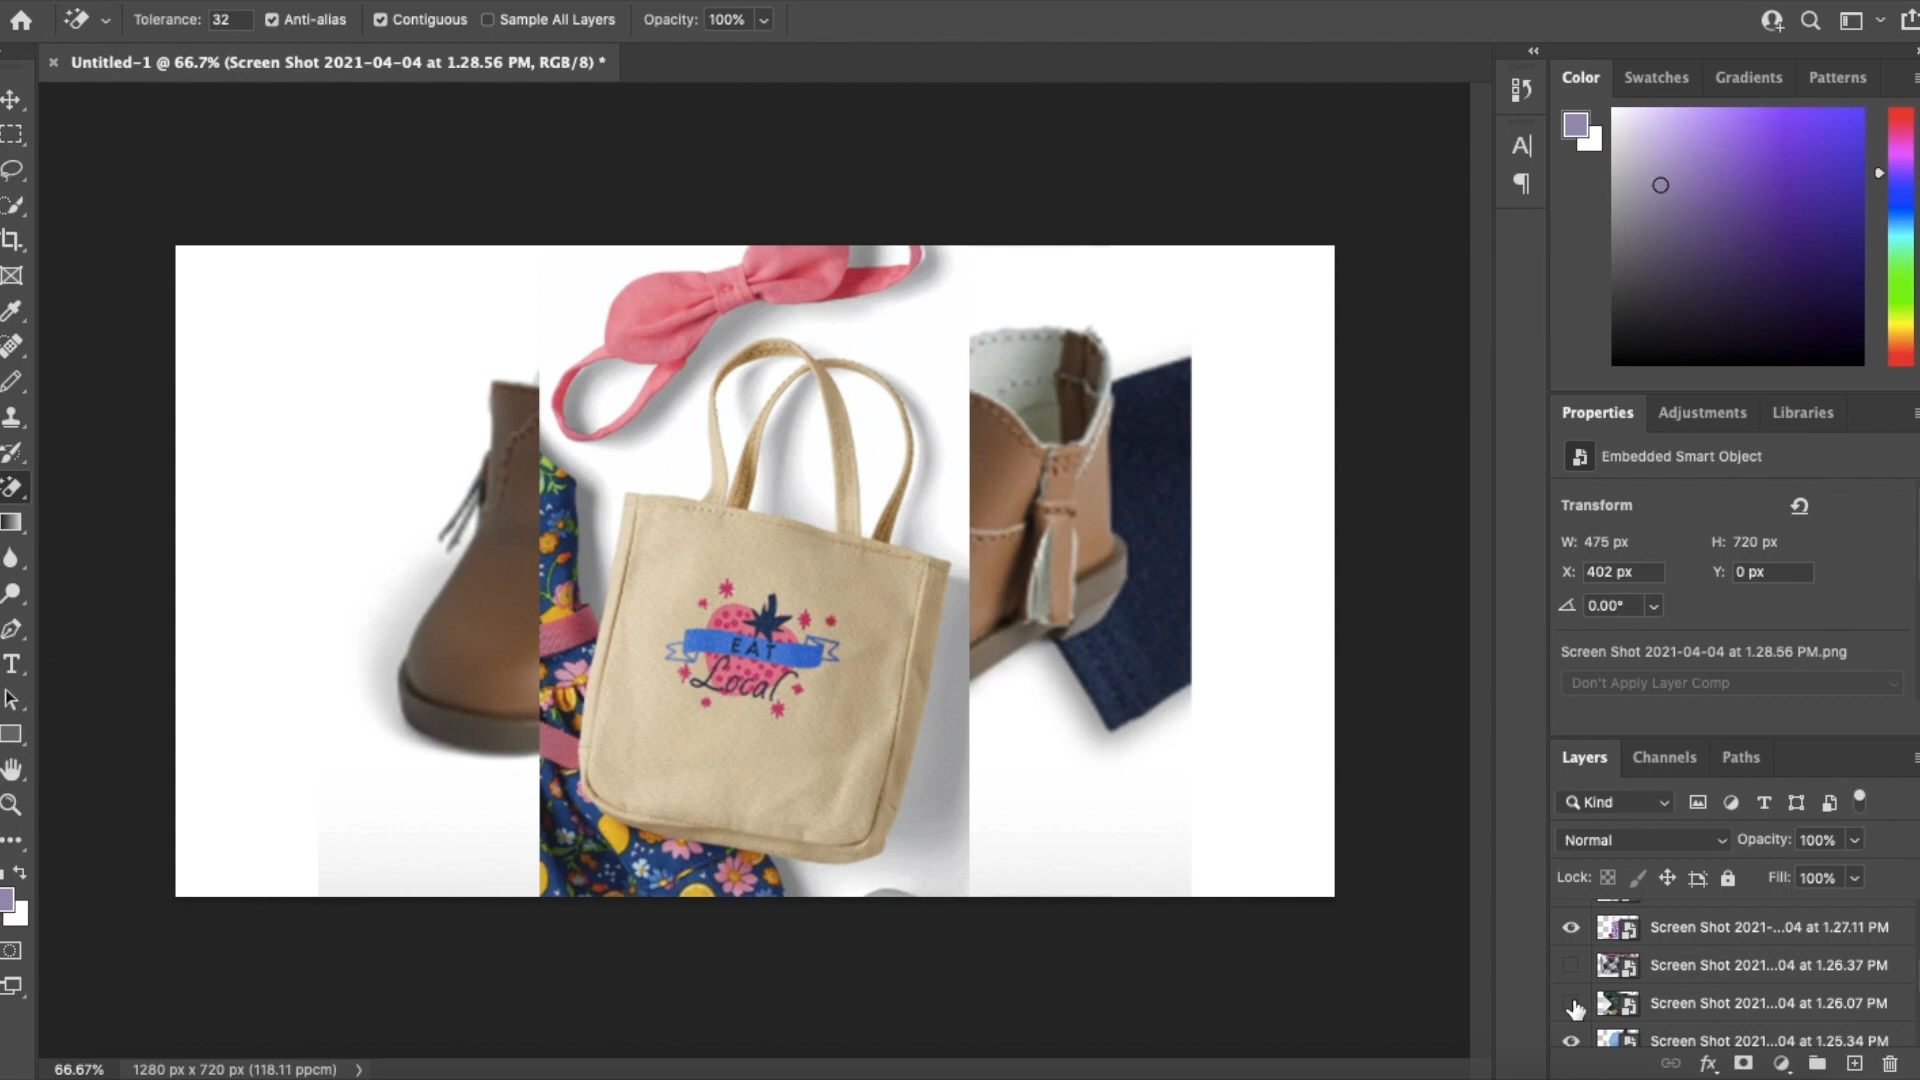 Tolerance: 32 Anti-alias Contiguous Sample All Layers Opacity: 100%
Untitled-1 @ 66.7% (Screen Shot 2021-04-04 at 1.28.56 PM, RGB/8) *
Color Swatches Gradients Patterns
Properties Adjustments Libraries
Embedded Smart Object
Transform
W: 475 px H: 720 px
X: 402 px Y: 0 px
0.00°
Screen Shot 2021-04-04 at 1.28.56 PM.png
Don't Apply Layer Comp
EAT
Local
Layers Channels Paths
Kind
Normal Opacity: 100%
Lock: Fill: 100%
Screen Shot 2021-...04 at 1.27.11 PM
Screen Shot 2021...04 at 1.26.37 PM
Screen Shot 2021...04 at 1.26.07 PM
Screen Shot 2021...04 at 1.25.34 PM
fx
66.67% 1280 px x 720 px (118.11 ppcm)